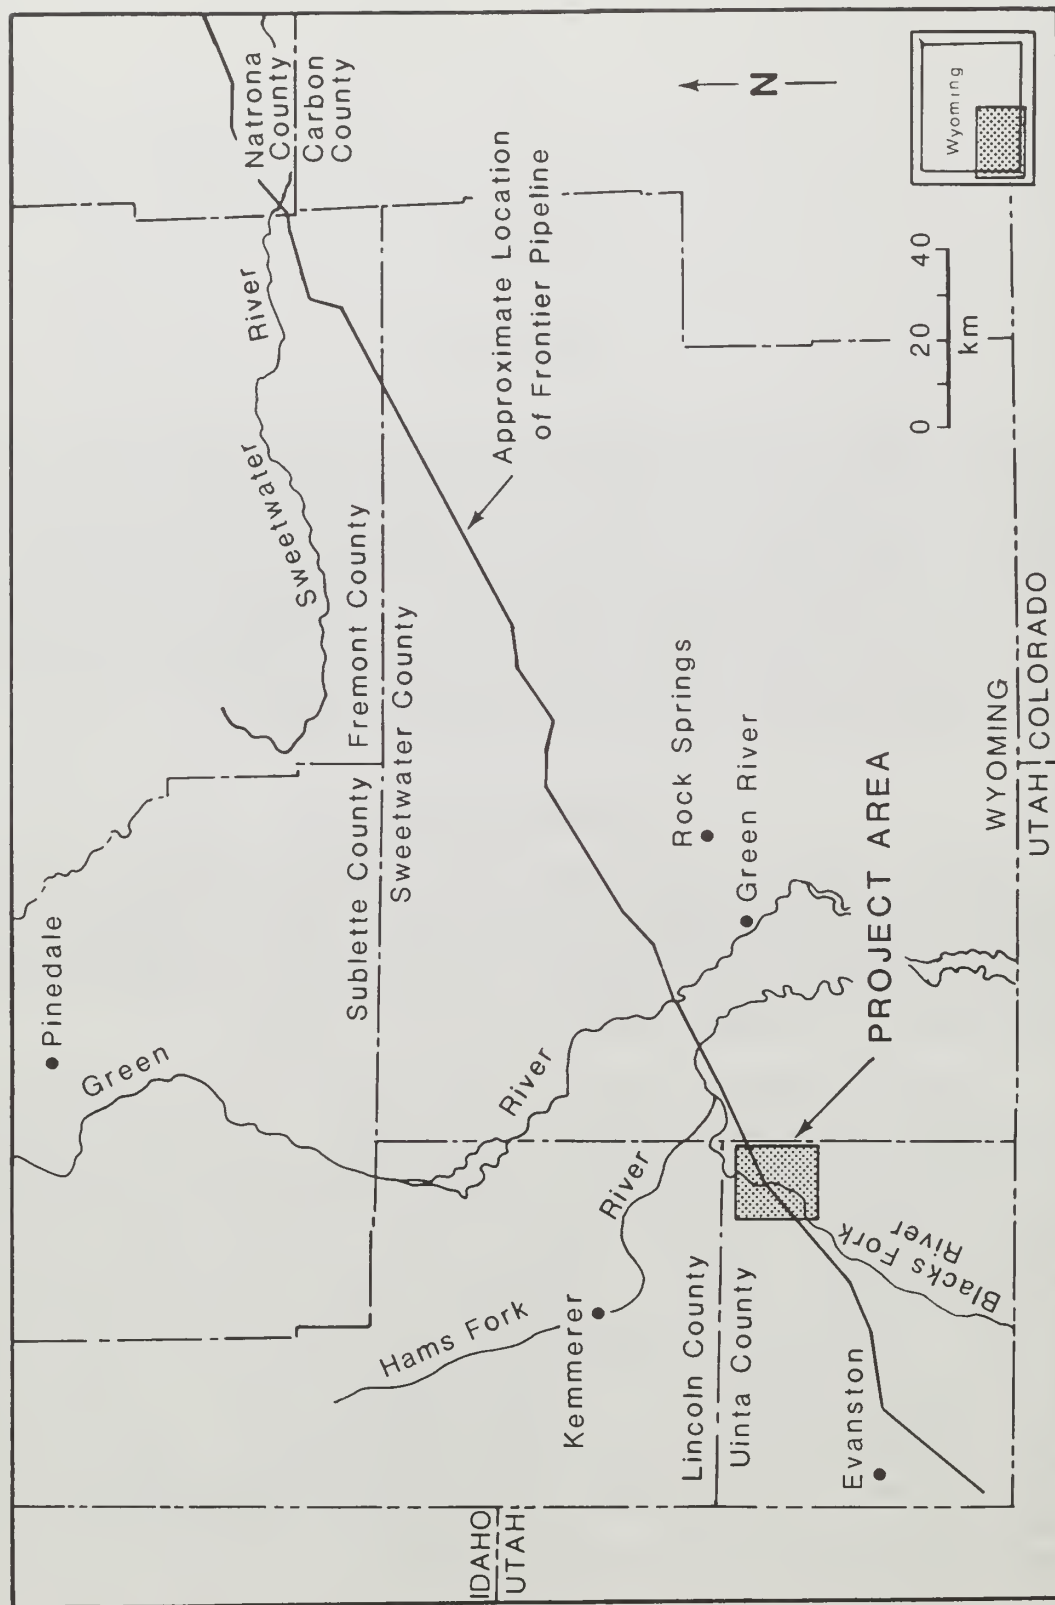 Pinedale
Green
River
Sweetwater
River
Natrona
County
Carbon
County
Sublette County
Fremont County
Sweetwater County
Approximate Location
of Frontier Pipeline
N
Wyoming
IDAHO
UTAH
Hams Fork
River
Kemmerer
Lincoln County
Uinta County
Rock Springs
Green River
Evanston
Blacks Fork
River
PROJECT AREA
0 20 40
km
WYOMING
UTAH
COLORADO